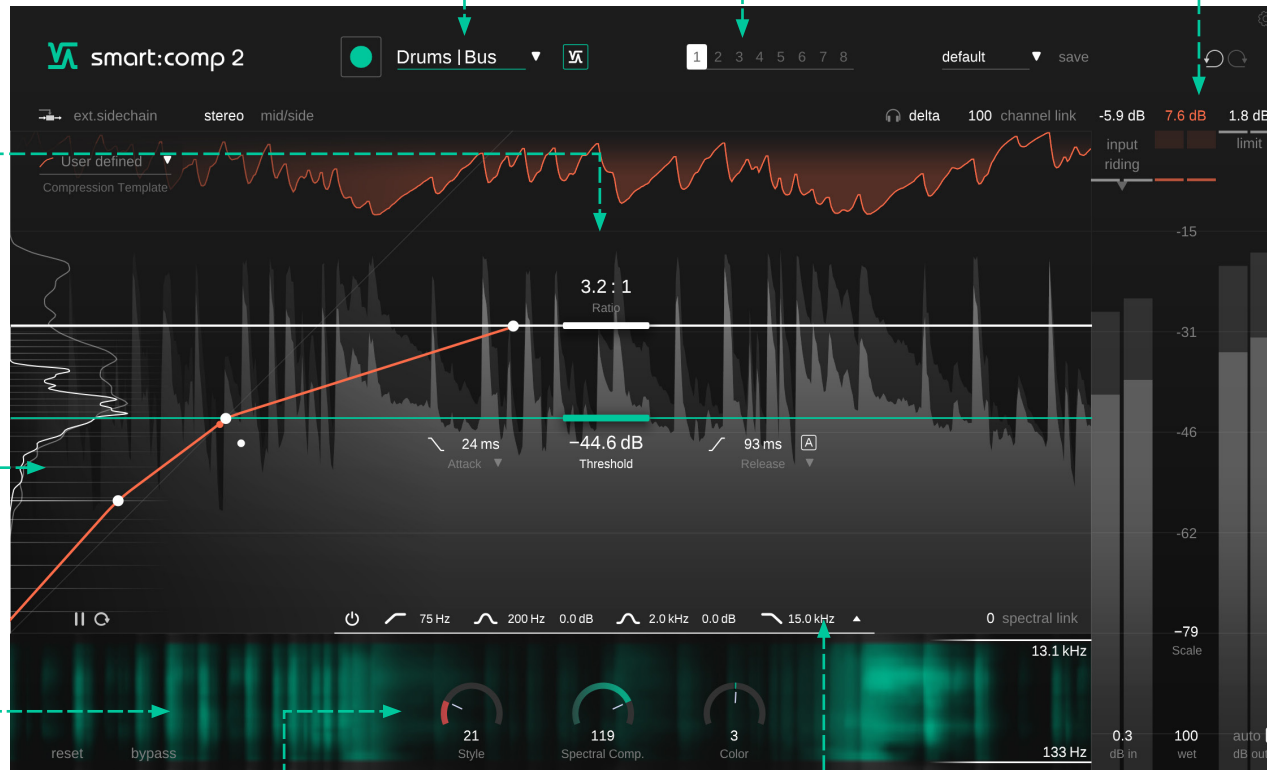 smart:comp 2
Drums | Bus
1 2 3 4 5 6 7 8
default
save
ext.sidechain
stereo
mid/side
delta
100 channel link
-5.9 dB
7.6 dB
1.8 dB
input
riding
limit
User defined
Compression Template
-15
3.2 : 1
Ratio
-31
-46
24 ms
Attack
−44.6 dB
Threshold
93 ms
A
Release
-62
75 Hz
200 Hz 0.0 dB
2.0 kHz 0.0 dB
15.0 kHz
0 spectral link
−79
Scale
13.1 kHz
21
Style
119
Spectral Comp.
3
Color
reset
bypass
133 Hz
0.3
dB in
100
wet
auto
dB out